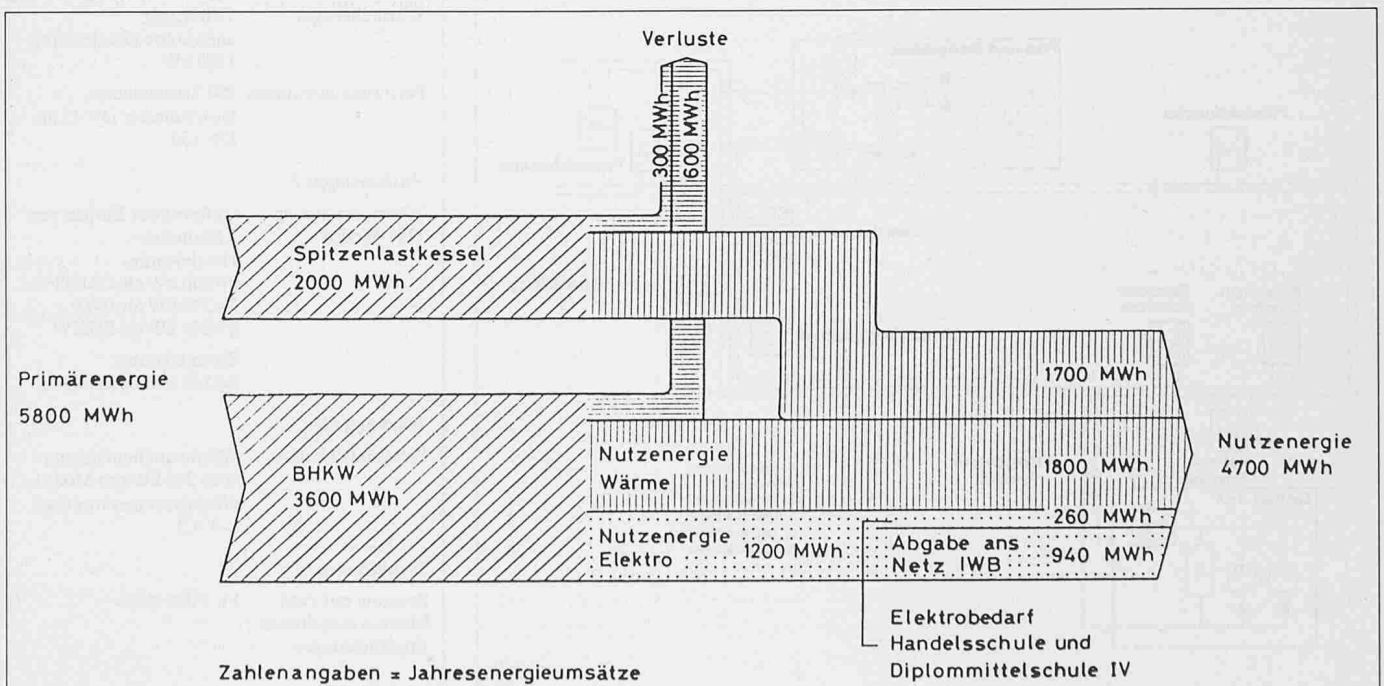 Verluste
300 MWh
600 MWh
Spitzenlastkessel
2000 MWh
Primärenergie
5800 MWh
BHKW
3600 MWh
Nutzenergie
Wärme
Nutzenergie
Elektro
1200 MWh
1700 MWh
1800 MWh
260 MWh
Abgabe ans
Netz IWB
940 MWh
Nutzenergie
4700 MWh
Elektrobedarf
Handelsschule und
Diplommittelschule IV
Zahlenangaben = Jahresenergieumsätze